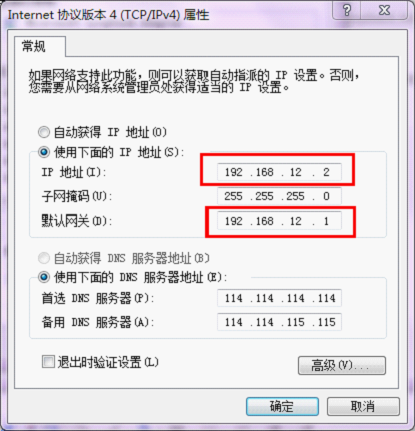 Internet 协议版本 4 (TCP/IPv4) 属性
常规
如果网络支持此功能，则可以获取自动指派的 IP 设置。否则，
您需要从网络系统管理员处获得适当的 IP 设置。
自动获得 IP 地址(O)
使用下面的 IP 地址(S):
IP 地址(I): 192 .168 .12 .2
子网掩码(U): 255 .255 .255 .0
默认网关(D): 192 .168 .12 .1
自动获得 DNS 服务器地址(B)
使用下面的 DNS 服务器地址(E):
首选 DNS 服务器(P): 114 .114 .114 .114
备用 DNS 服务器(A): 114 .114 .115 .115
退出时验证设置(L)
高级(V)...
确定
取消